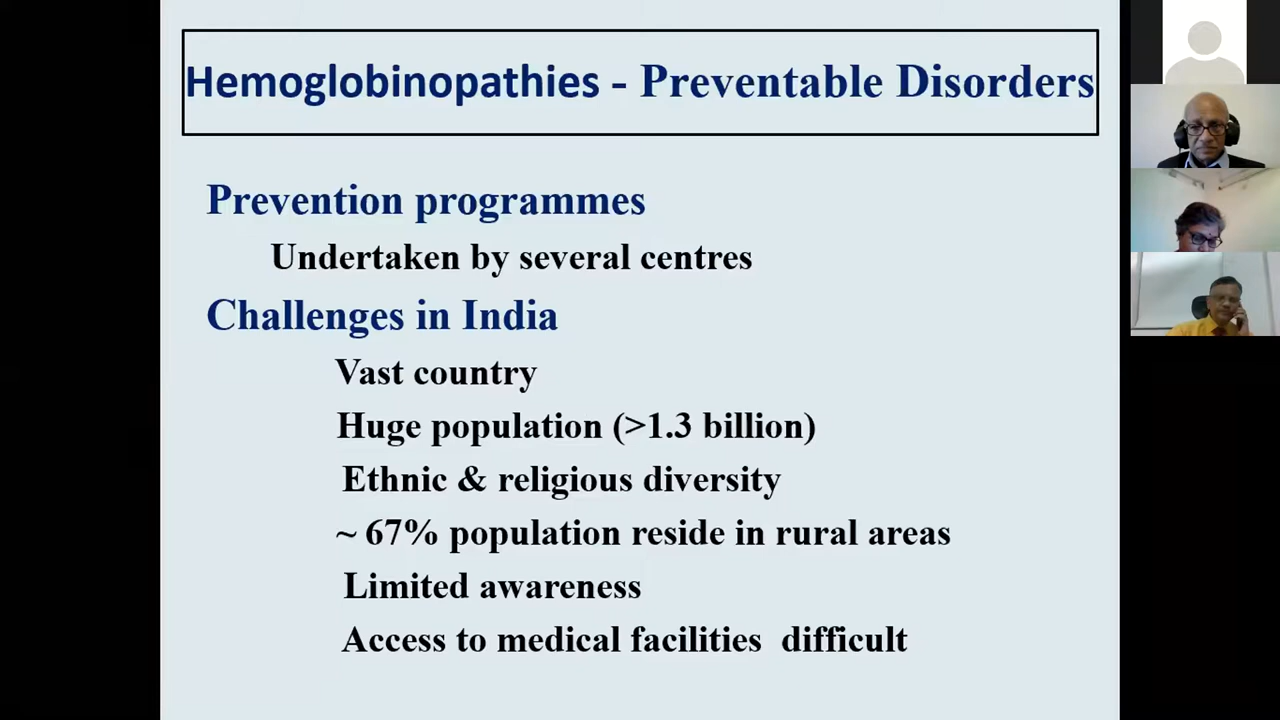 Hemoglobinopathies - Preventable Disorders
Prevention programmes
Undertaken by several centres
Challenges in India
Vast country
Huge population (>1.3 billion)
Ethnic & religious diversity
~ 67% population reside in rural areas
Limited awareness
Access to medical facilities difficult